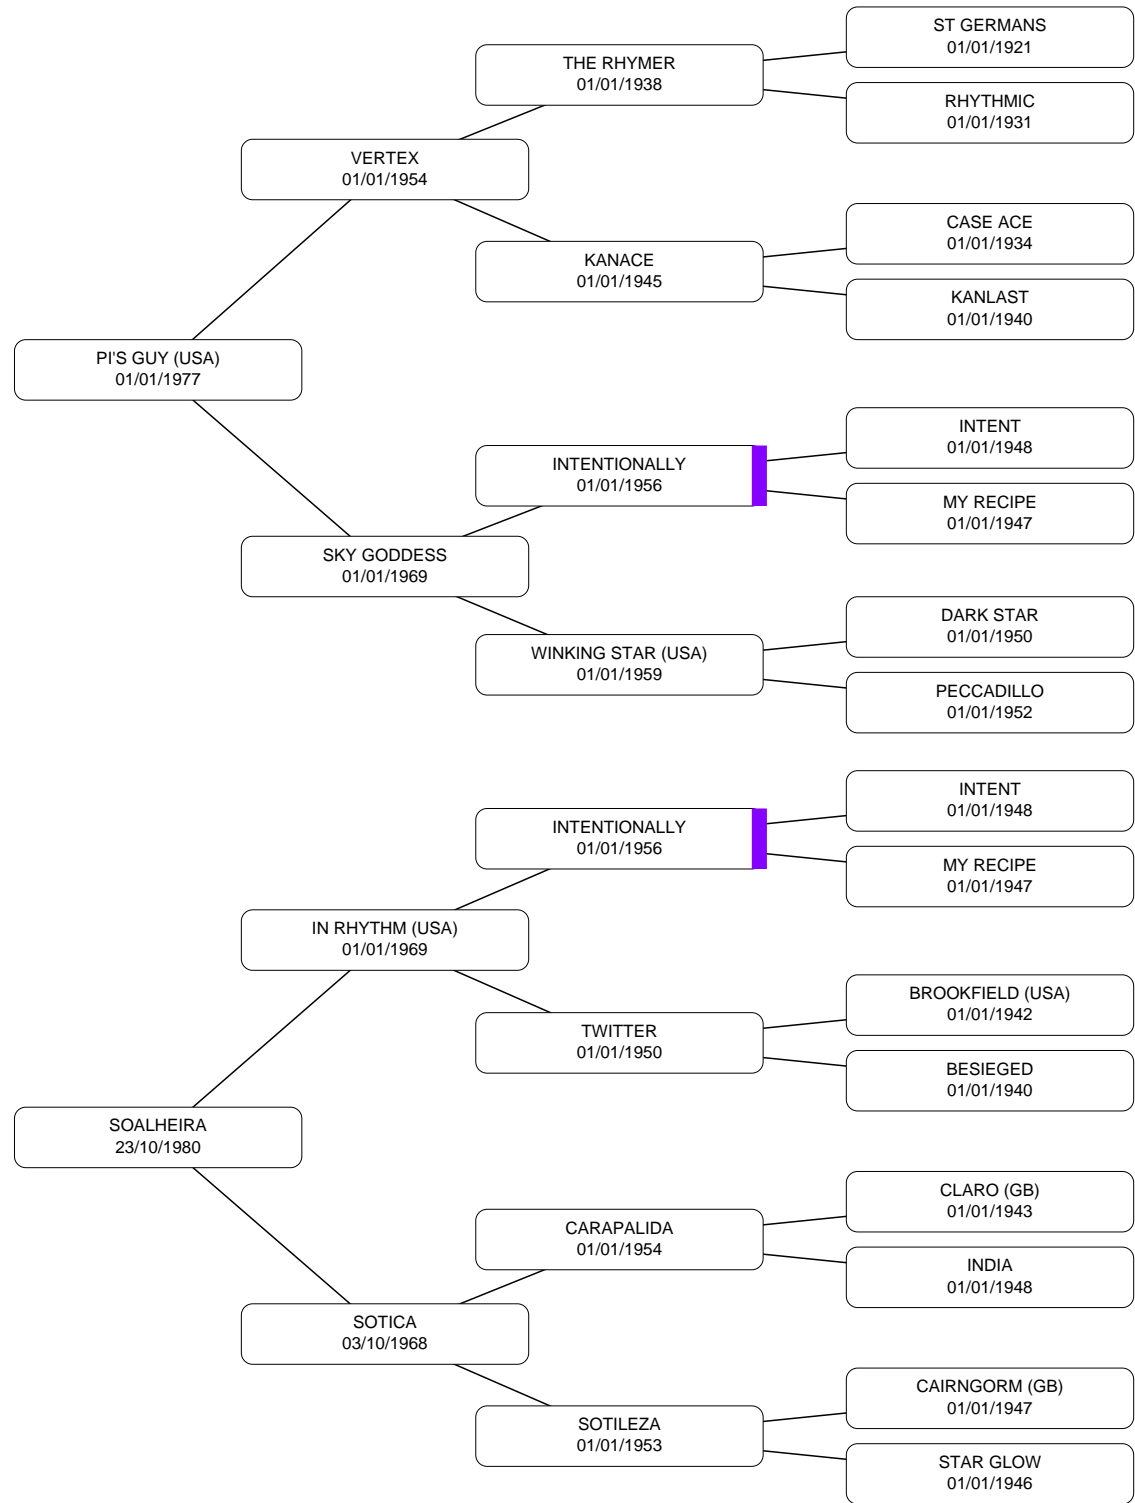 ST GERMANS
01/01/1921
THE RHYMER
01/01/1938
RHYTHMIC
01/01/1931
VERTEX
01/01/1954
CASE ACE
01/01/1934
KANACE
01/01/1945
KANLAST
01/01/1940
PI'S GUY (USA)
01/01/1977
INTENT
01/01/1948
INTENTIONALLY
01/01/1956
MY RECIPE
01/01/1947
SKY GODDESS
01/01/1969
DARK STAR
01/01/1950
WINKING STAR (USA)
01/01/1959
PECCADILLO
01/01/1952
INTENT
01/01/1948
INTENTIONALLY
01/01/1956
MY RECIPE
01/01/1947
IN RHYTHM (USA)
01/01/1969
BROOKFIELD (USA)
01/01/1942
TWITTER
01/01/1950
BESIEGED
01/01/1940
SOALHEIRA
23/10/1980
CLARO (GB)
01/01/1943
CARAPALIDA
01/01/1954
INDIA
01/01/1948
SOTICA
03/10/1968
CAIRNGORM (GB)
01/01/1947
SOTILEZA
01/01/1953
STAR GLOW
01/01/1946